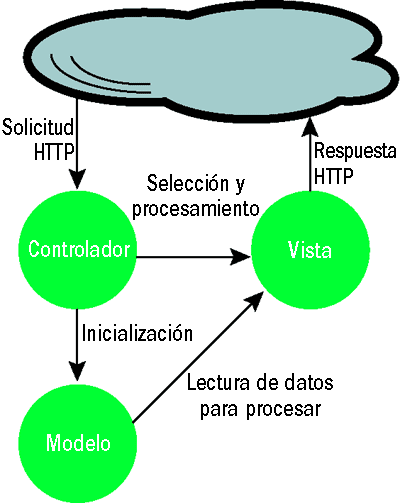 Solicitud
HTTP
Respuesta
HTTP
Selección y
procesamiento
Controlador
Vista
Inicialización
Lectura de datos
para procesar
Modelo